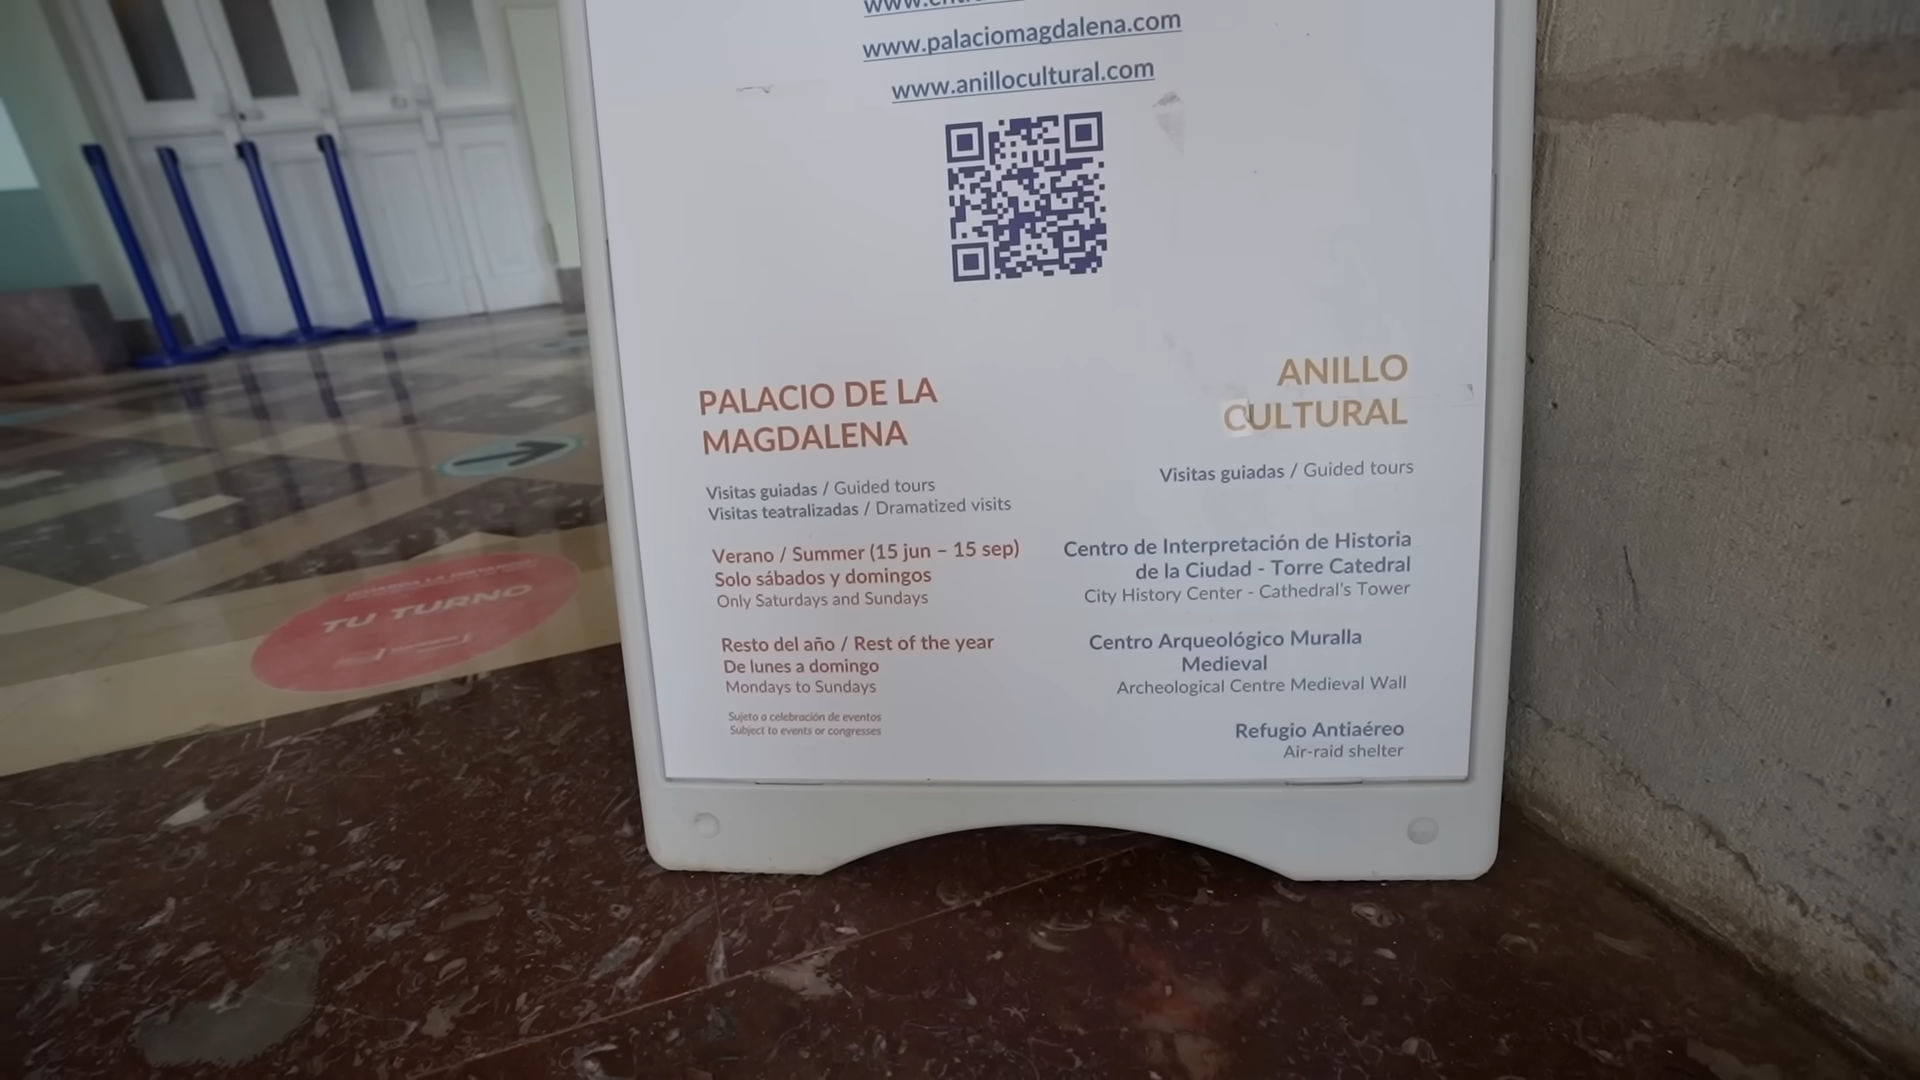 www.palaciomagdalena.com
www.anillocultural.com
PALACIO DE LA
MAGDALENA
Visitas guiadas / Guided tours
Visitas teatralizadas / Dramatized visits
Verano / Summer (15 jun – 15 sep)
Solo sábados y domingos
Only Saturdays and Sundays
Resto del año / Rest of the year
De lunes a domingo
Mondays to Sundays
Sujeto a celebración de eventos
Subject to events or congresses
ANILLO
CULTURAL
Visitas guiadas / Guided tours
Centro de Interpretación de Historia
de la Ciudad - Torre Catedral
City History Center - Cathedral's Tower
Centro Arqueológico Muralla
Medieval
Archeological Centre Medieval Wall
Refugio Antiaéreo
Air-raid shelter
TU TURNO